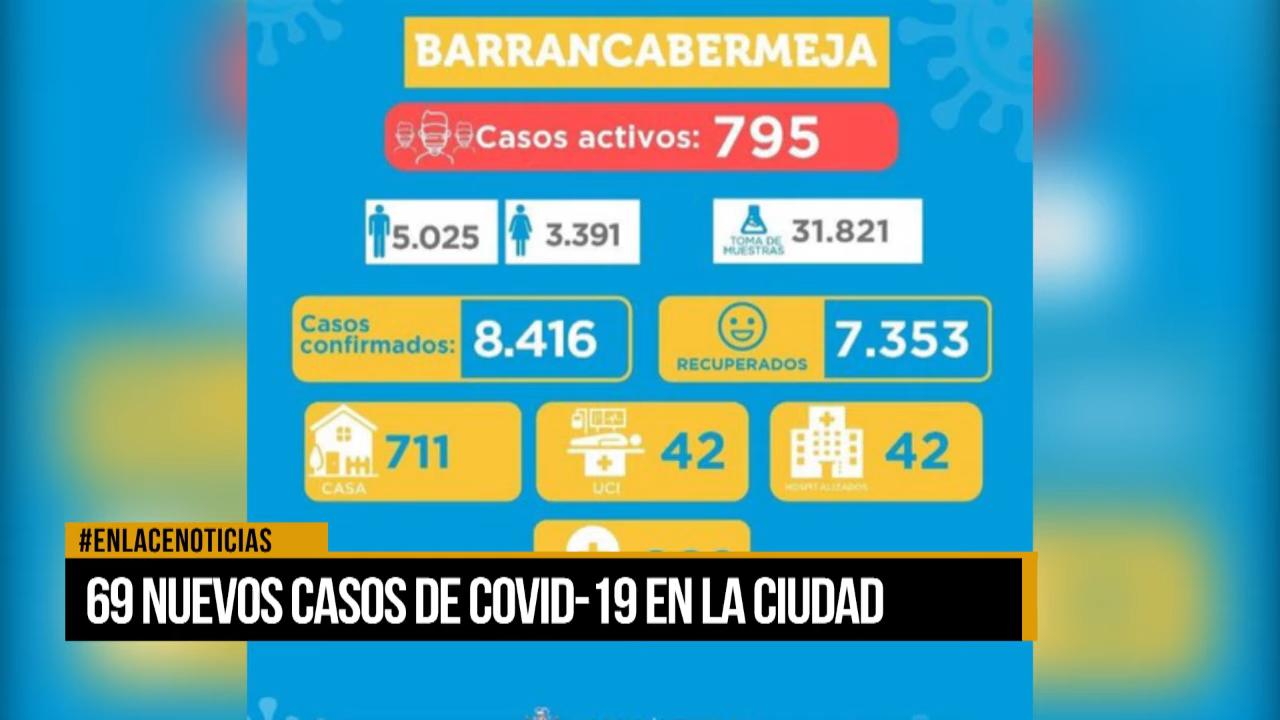 BARRANCABERMEJA
Casos activos: 795
5.025 3.391 TOMA DE MUESTRAS 31.821
Casos confirmados: 8.416
RECUPERADOS 7.353
711 CASA
42 UCI
42 HOSPITALIZADOS
#ENLACENOTICIAS
69 NUEVOS CASOS DE COVID-19 EN LA CIUDAD